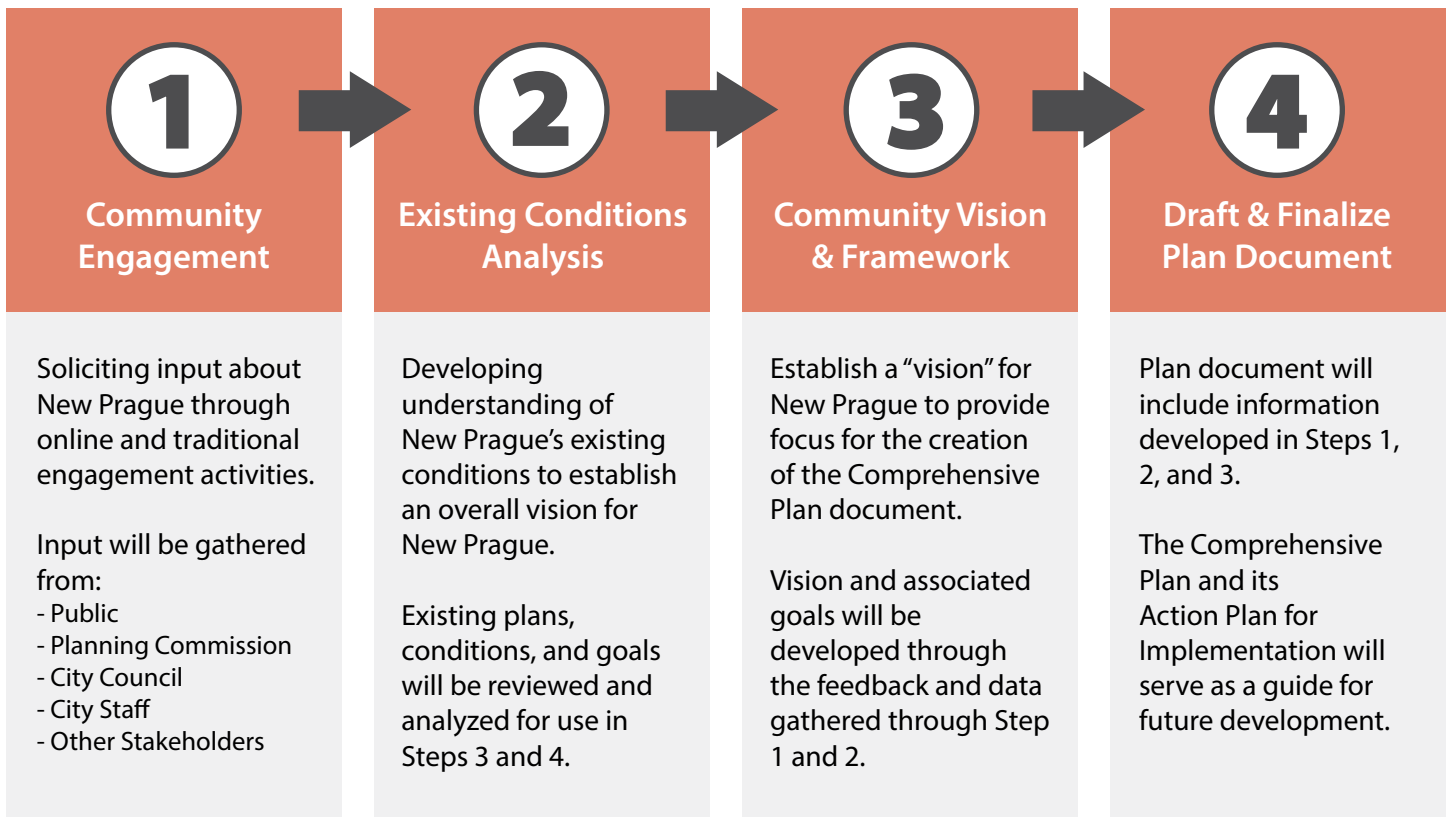 1
Community
Engagement
Soliciting input about
New Prague through
online and traditional
engagement activities.
Input will be gathered
from:
- Public
- Planning Commission
- City Council
- City Staff
- Other Stakeholders
2
Existing Conditions
Analysis
Developing
understanding of
New Prague’s existing
conditions to establish
an overall vision for
New Prague.
Existing plans,
conditions, and goals
will be reviewed and
analyzed for use in
Steps 3 and 4.
3
Community Vision
& Framework
Establish a “vision” for
New Prague to provide
focus for the creation
of the Comprehensive
Plan document.
Vision and associated
goals will be
developed through
the feedback and data
gathered through Step
1 and 2.
4
Draft & Finalize
Plan Document
Plan document will
include information
developed in Steps 1,
2, and 3.
The Comprehensive
Plan and its
Action Plan for
Implementation will
serve as a guide for
future development.